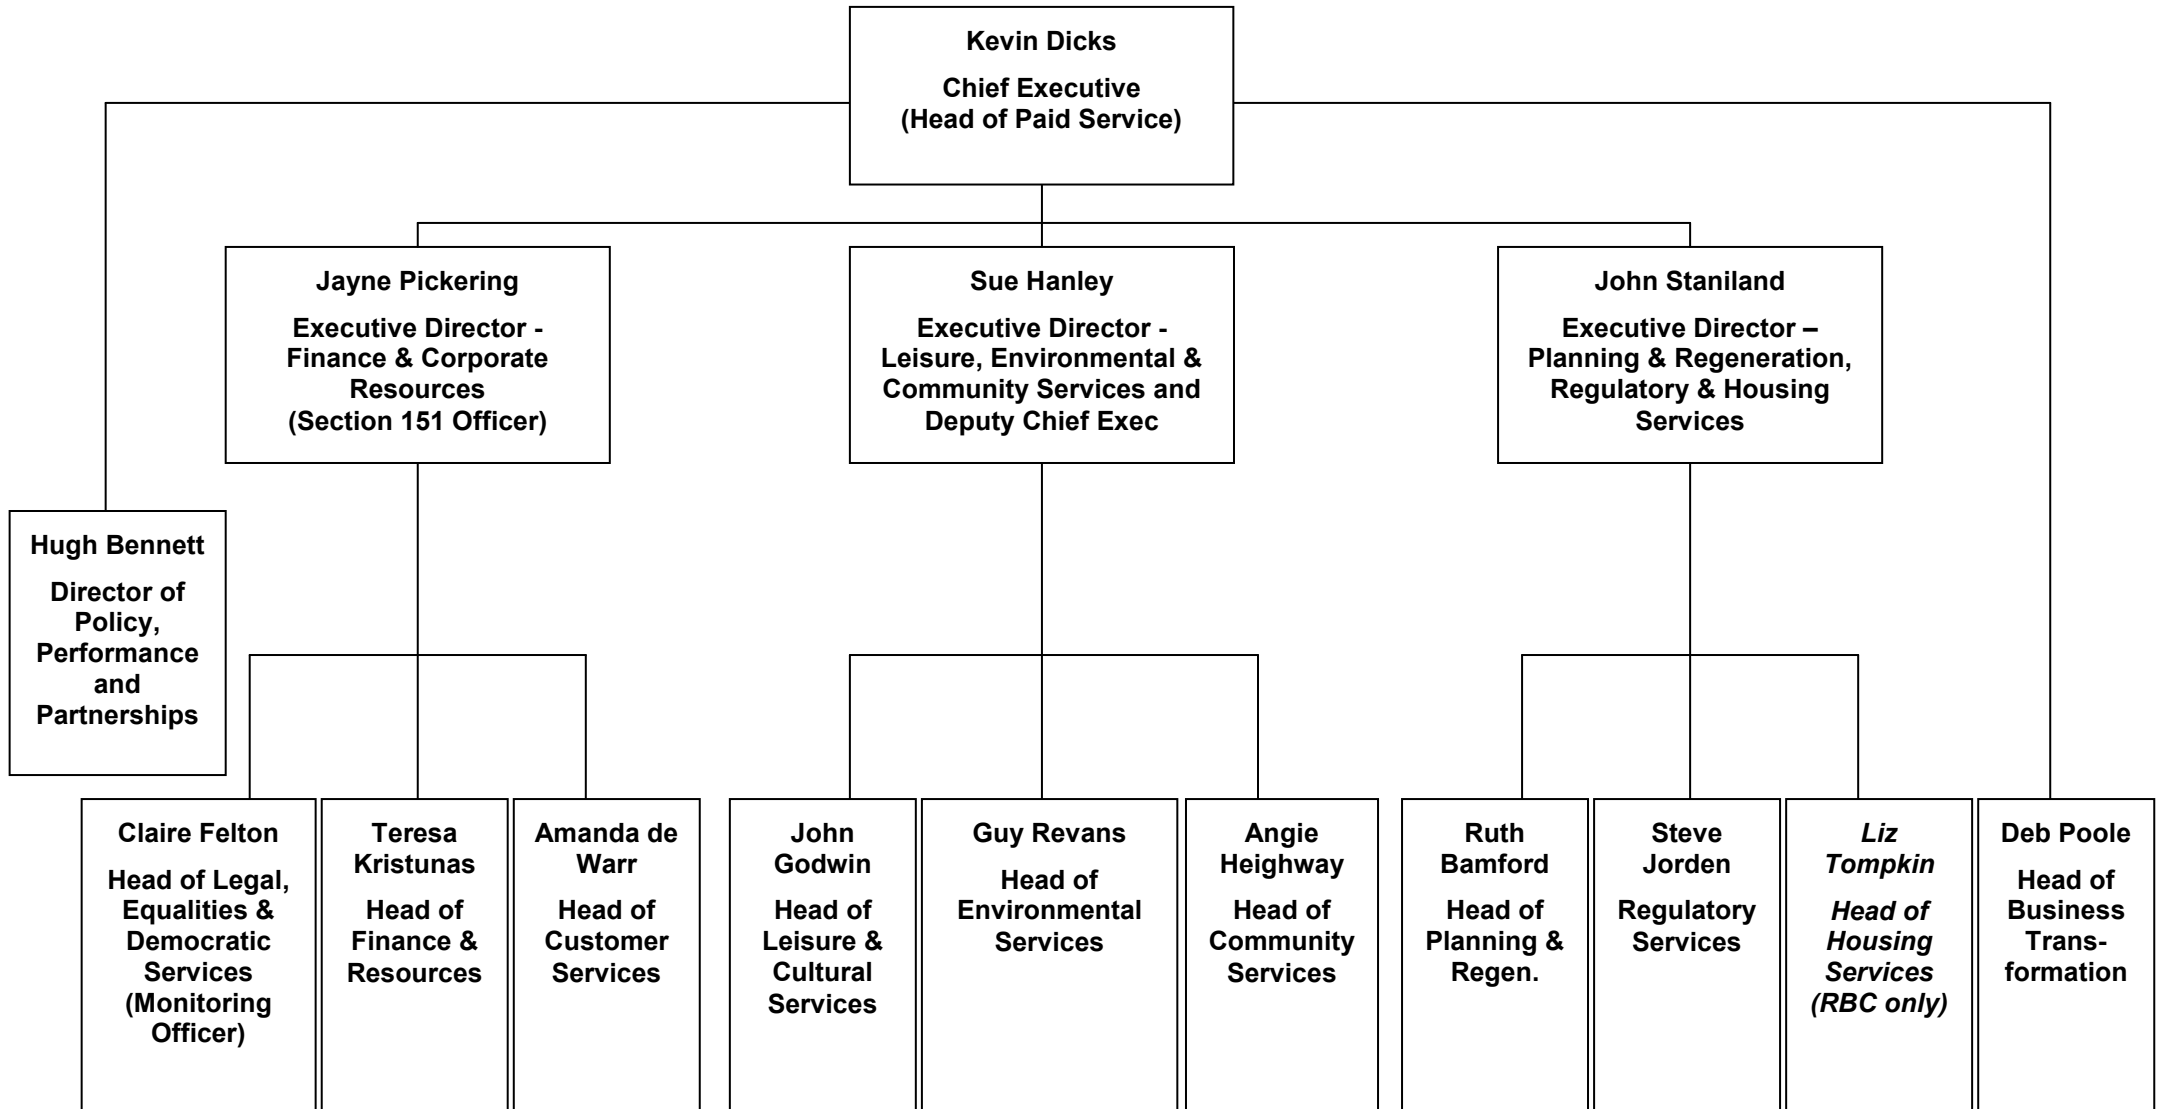 Kevin Dicks
Chief Executive
(Head of Paid Service)
Jayne Pickering
Executive Director -
Finance & Corporate
Resources
(Section 151 Officer)
Sue Hanley
Executive Director -
Leisure, Environmental &
Community Services and
Deputy Chief Exec
John Staniland
Executive Director –
Planning & Regeneration,
Regulatory & Housing
Services
Hugh Bennett
Director of
Policy,
Performance
and
Partnerships
Claire Felton
Head of Legal,
Equalities &
Democratic
Services
(Monitoring
Officer)
Teresa
Kristunas
Head of
Finance &
Resources
Amanda de
Warr
Head of
Customer
Services
John
Godwin
Head of
Leisure &
Cultural
Services
Guy Revans
Head of
Environmental
Services
Angie
Heighway
Head of
Community
Services
Ruth
Bamford
Head of
Planning &
Regen.
Steve
Jorden
Regulatory
Services
Liz
Tompkin
Head of
Housing
Services
(RBC only)
Deb Poole
Head of
Business
Trans-
formation